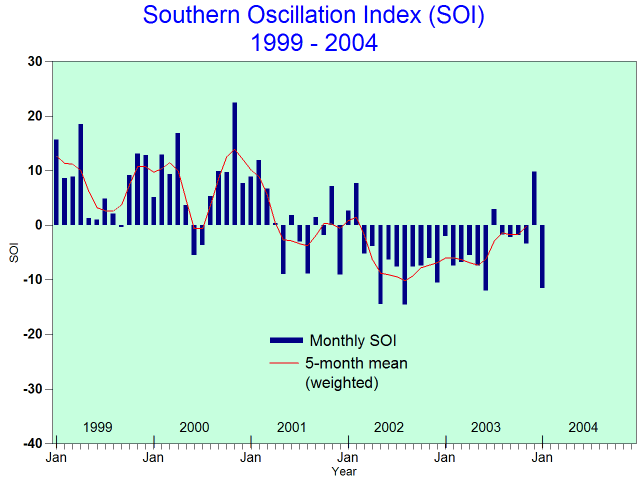 Southern Oscillation Index (SOI)
1999 - 2004
30
20
10
0
-10
-20
-30
-40
SOI
Monthly SOI
5-month mean
(weighted)
1999 2000 2001 2002 2003 2004
Jan Jan Jan Jan Jan Jan
Year